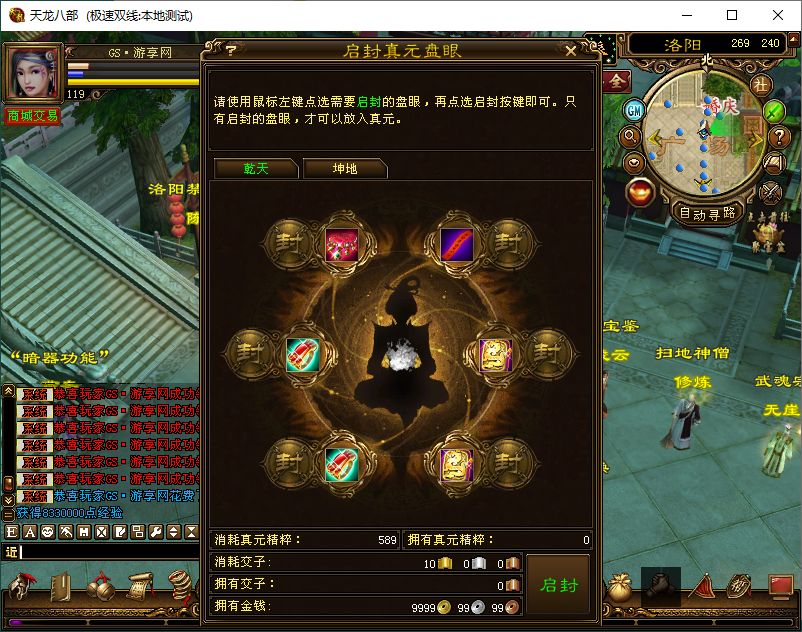 天龙八部 (极速双线:本地测试)
GS·游享网
119
商城交易
启封真元盘眼
请使用鼠标左键点选需要启封的盘眼，再点选启封按键即可。只
有启封的盘眼，才可以放入真元。
乾天 坤地
封 封
封 封
封 封
消耗真元精粹： 589 拥有真元精粹： 0
消耗交子： 10 0 0
拥有交子： 0
拥有金钱： 9999 99 99
启封
洛阳 269 240
北
全
社
GM
婚庆
广场
自动寻路
洛阳禁
“暗器功能”
宝鉴
扫地神僧
修炼
武魂宗
无崖
系统 恭喜玩家GS·游享网成功
系统 恭喜玩家GS·游享网成功
系统 恭喜玩家GS·游享网成功
系统 恭喜玩家GS·游享网成功
系统 恭喜玩家GS·游享网成功
系统 恭喜玩家GS·游享网成功
系统 恭喜玩家GS·游享网花费
获得8330000点经验
近